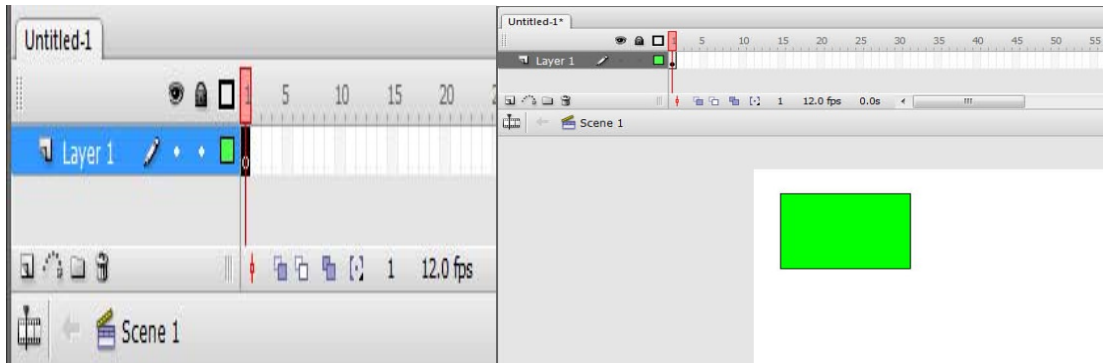 Untitled-1
1 5 10 15 20
Layer 1
1 12.0 fps
Scene 1
Untitled-1*
1 5 10 15 20 25 30 35 40 45 50 55
Layer 1
1 12.0 fps 0.0s
Scene 1